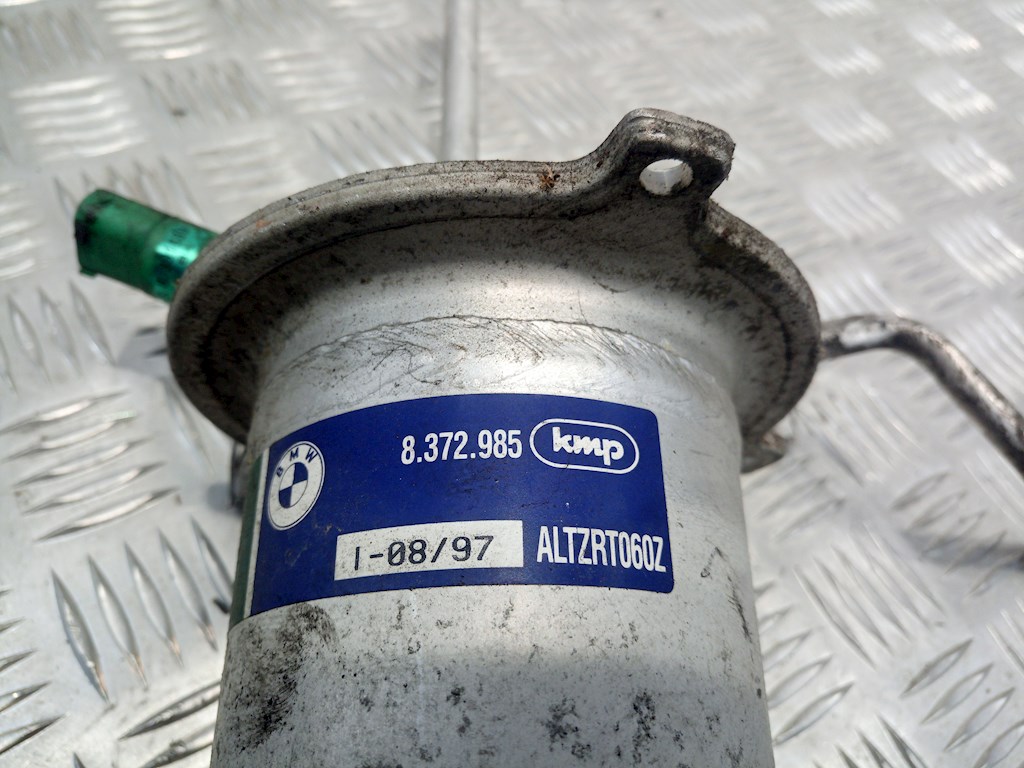 BMW
8.372.985 kmp
I-08/97 ALTZRT060Z